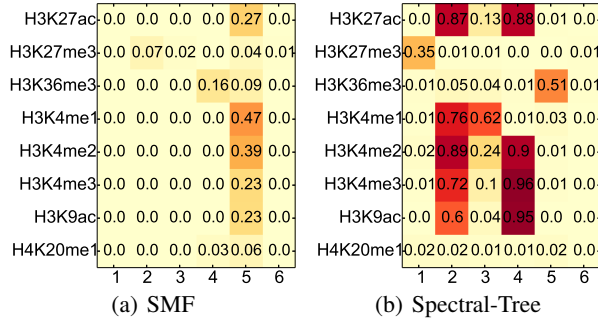 H3K27ac 0.0 0.0 0.0 0.0 0.27 0.0 H3K27ac 0.0 0.87 0.13 0.88 0.01 0.0
H3K27me3 0.0 0.07 0.02 0.0 0.04 0.01 H3K27me3 0.35 0.01 0.01 0.0 0.0 0.0
H3K36me3 0.0 0.0 0.0 0.16 0.09 0.0 H3K36me3 0.01 0.05 0.04 0.01 0.51 0.01
H3K4me1 0.0 0.0 0.0 0.0 0.47 0.0 H3K4me1 0.01 0.76 0.62 0.01 0.03 0.0
H3K4me2 0.0 0.0 0.0 0.0 0.39 0.0 H3K4me2 0.02 0.89 0.24 0.9 0.01 0.0
H3K4me3 0.0 0.0 0.0 0.0 0.23 0.0 H3K4me3 0.01 0.72 0.1 0.96 0.01 0.0
H3K9ac 0.0 0.0 0.0 0.0 0.23 0.0 H3K9ac 0.0 0.6 0.04 0.95 0.0 0.0
H4K20me1 0.0 0.0 0.0 0.03 0.06 0.0 H4K20me1 0.02 0.02 0.01 0.01 0.02 0.0
1 2 3 4 5 6 1 2 3 4 5 6
(a) SMF (b) Spectral-Tree